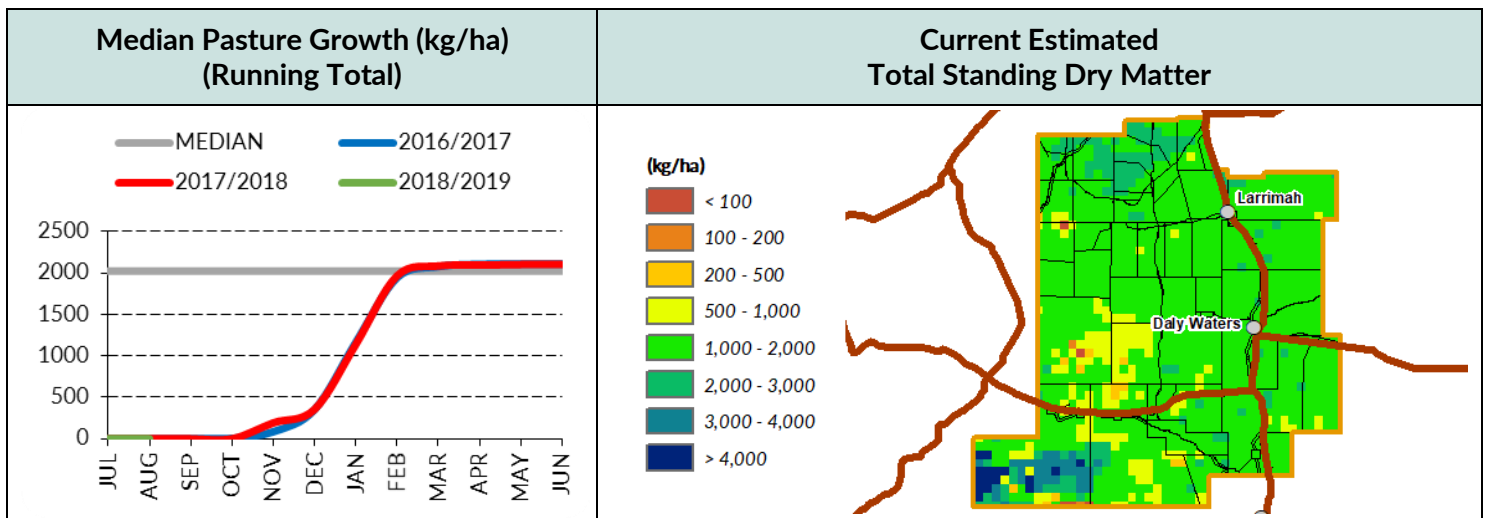 Median Pasture Growth (kg/ha)
(Running Total)
Current Estimated
Total Standing Dry Matter
MEDIAN
2016/2017
2017/2018
2018/2019
2500
2000
1500
1000
500
0
JUL
AUG
SEP
OCT
NOV
DEC
JAN
FEB
MAR
APR
MAY
JUN
(kg/ha)
< 100
100 - 200
200 - 500
500 - 1,000
1,000 - 2,000
2,000 - 3,000
3,000 - 4,000
> 4,000
Larrimah
Daly Waters